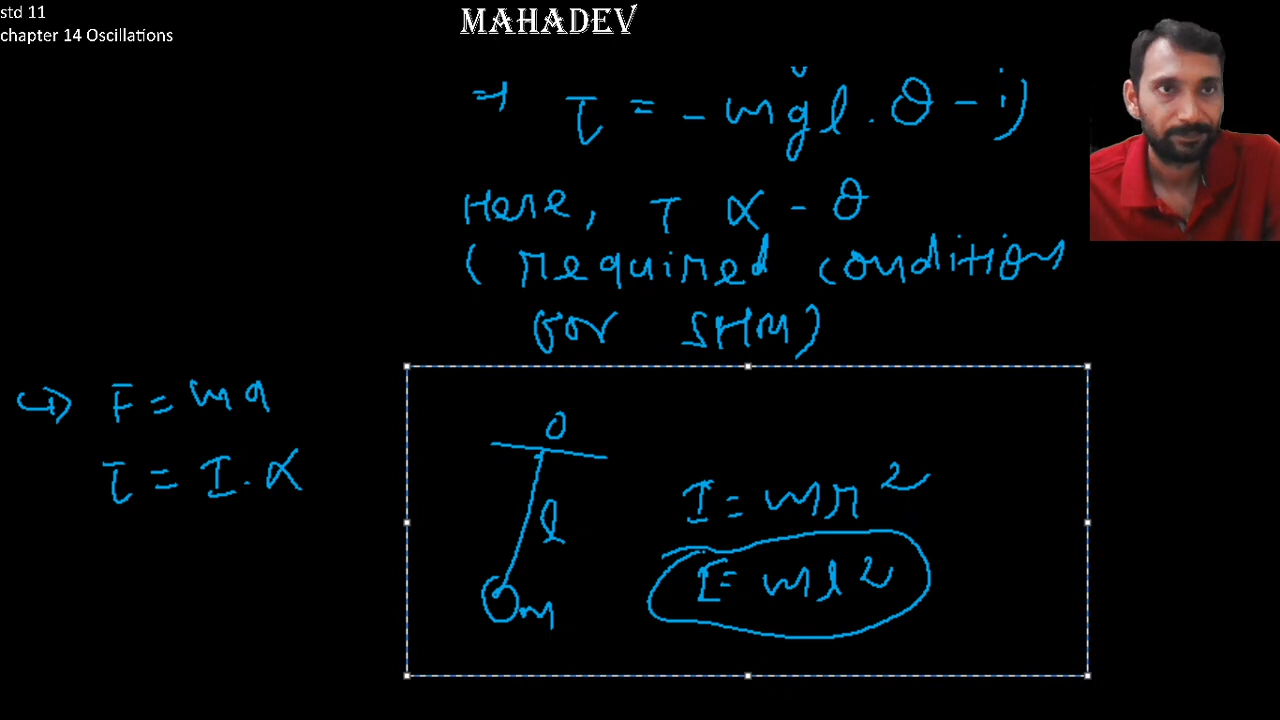 std 11
chapter 14 Oscillations
MAHADEV
⇒ τ = - mgl . θ - i)
Here, τ α - θ
( required condition
for SHM)
↪ F = ma
τ = I . α
O
l
m
I = mr²
I = ml²